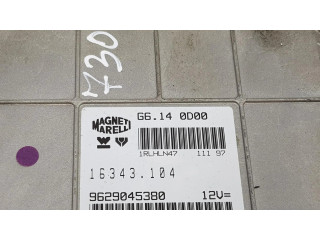 730
MAGNETI
MARELLI
G6.14 0D00
1RLHLN47 111 97
16343.104
9629045380 12V=